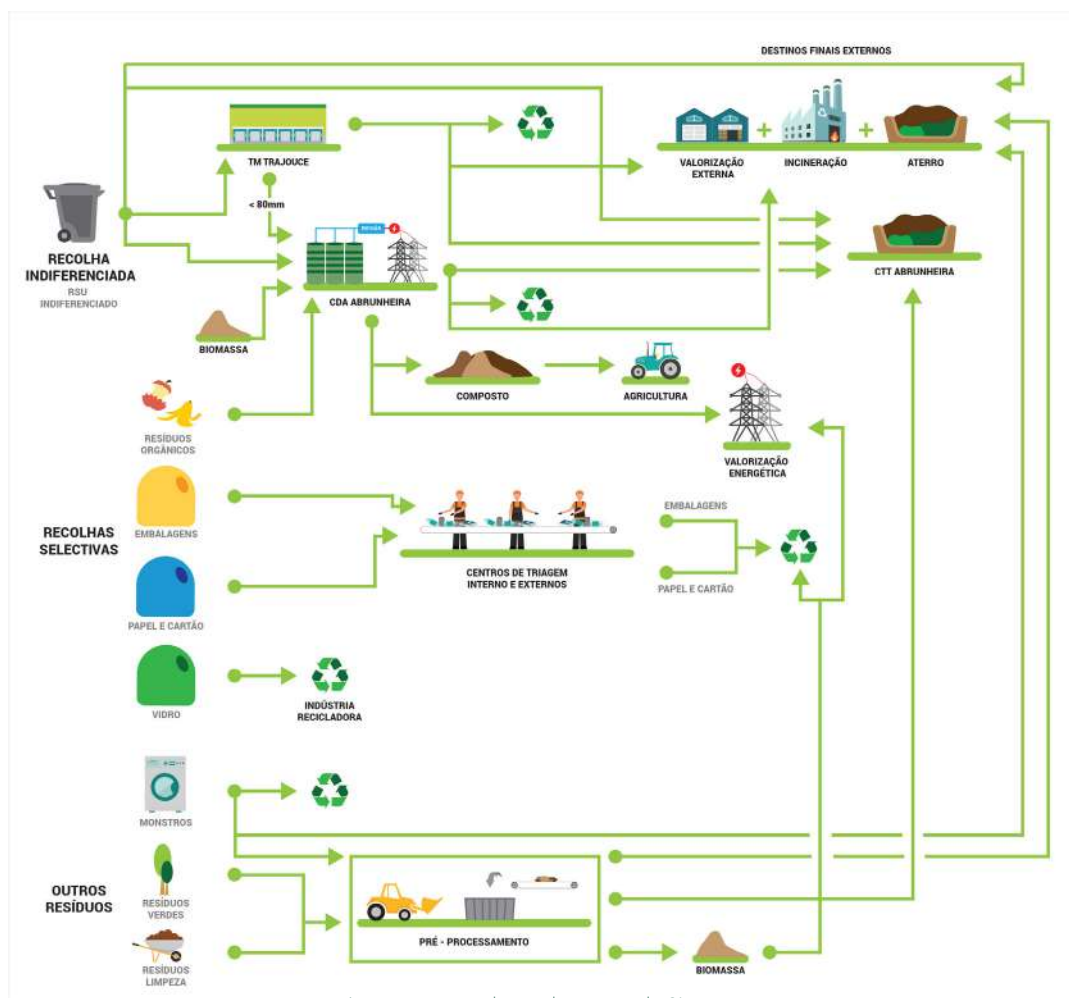 DESTINOS FINAIS EXTERNOS
TM TRAJOUCE
VALORIZAÇÃO
EXTERNA
INCINERAÇÃO
ATERRO
< 80mm
RECOLHA
INDIFERENCIADA
RSU
INDIFERENCIADO
CTT ABRUNHEIRA
CDA ABRUNHEIRA
BIOMASSA
COMPOSTO
AGRICULTURA
RESÍDUOS
ORGÂNICOS
VALORIZAÇÃO
ENERGÉTICA
RECOLHAS
SELECTIVAS
EMBALAGENS
EMBALAGENS
CENTROS DE TRIAGEM
INTERNO E EXTERNOS
PAPEL E CARTÃO
PAPEL E CARTÃO
VIDRO
INDÚSTRIA
RECICLADORA
MONSTROS
OUTROS
RESÍDUOS
RESÍDUOS
VERDES
PRÉ - PROCESSAMENTO
RESÍDUOS
LIMPEZA
BIOMASSA